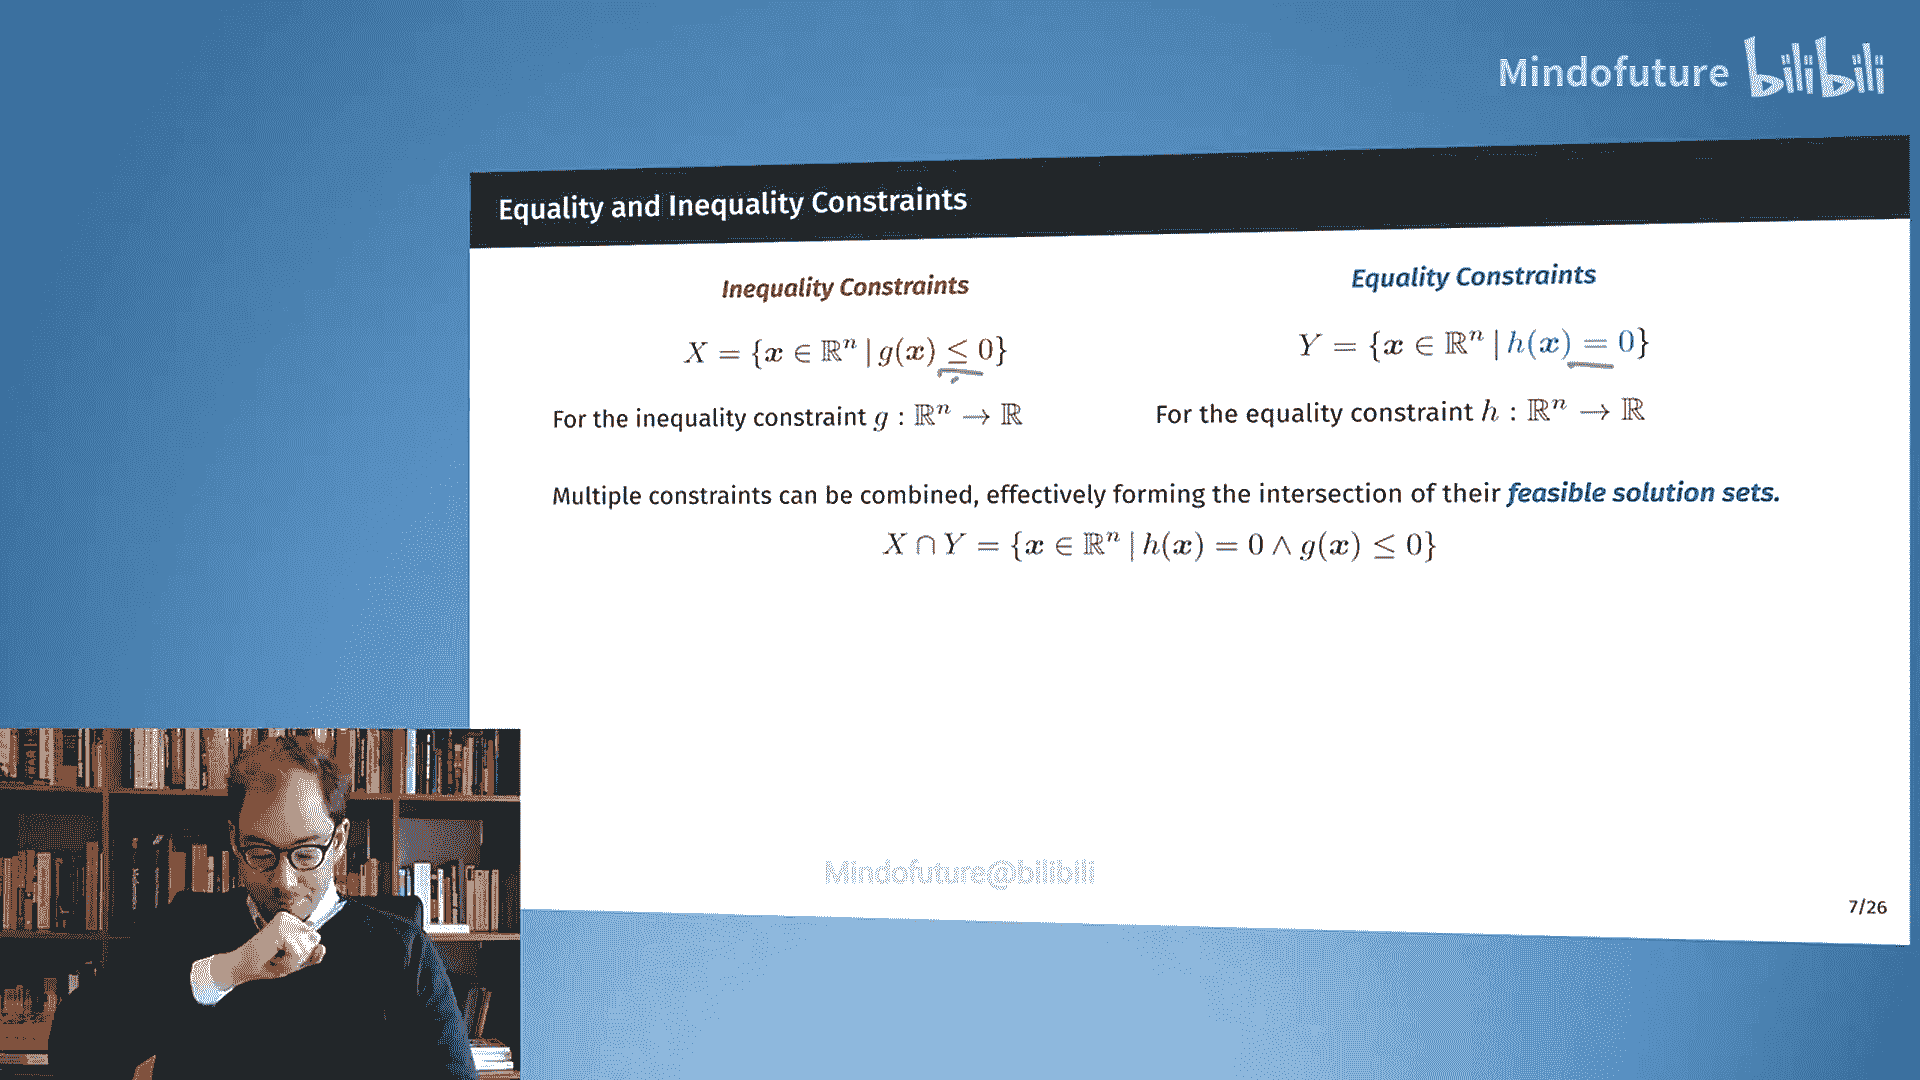 Mindofuture bilibili
Equality and Inequality Constraints
Inequality Constraints
X = {x ∈ ℝⁿ | g(x) ≤ 0}
For the inequality constraint g : ℝⁿ → ℝ
Equality Constraints
Y = {x ∈ ℝⁿ | h(x) = 0}
For the equality constraint h : ℝⁿ → ℝ
Multiple constraints can be combined, effectively forming the intersection of their feasible solution sets.
X ∩ Y = {x ∈ ℝⁿ | h(x) = 0 ∧ g(x) ≤ 0}
Mindofuture@bilibili
7/26